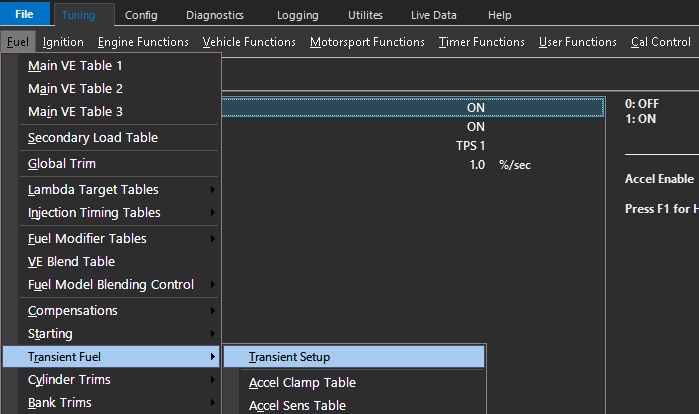 File Tuning Config Diagnostics Logging Utilites Live Data Help
Fuel Ignition Engine Functions Vehicle Functions Motorsport Functions Timer Functions User Functions Cal Control
Main VE Table 1
Main VE Table 2
Main VE Table 3
Secondary Load Table
Global Trim
Lambda Target Tables
Injection Timing Tables
Fuel Modifier Tables
VE Blend Table
Fuel Model Blending Control
Compensations
Starting
Transient Fuel
Cylinder Trims
Bank Trims
Transient Setup
Accel Clamp Table
Accel Sens Table
ON
ON
TPS 1
1.0 %/sec
0: OFF
1: ON
Accel Enable
Press F1 for H